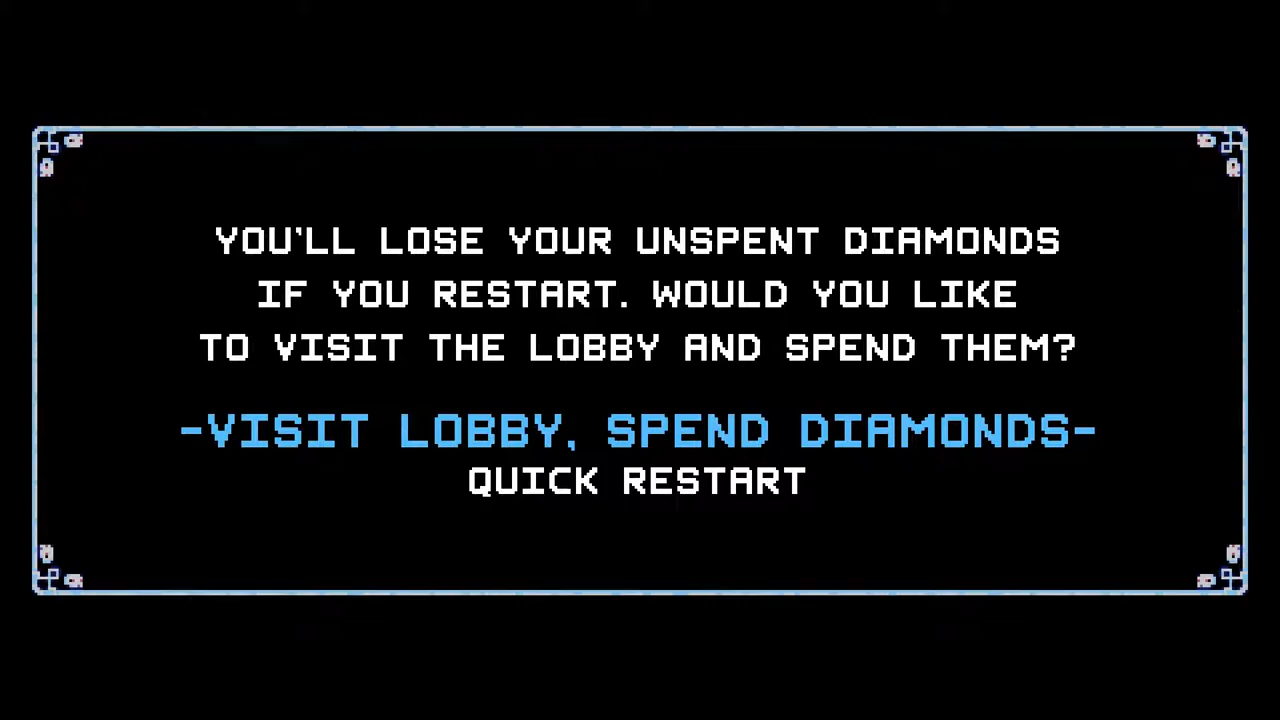 YOU'LL LOSE YOUR UNSPENT DIAMONDS
IF YOU RESTART. WOULD YOU LIKE
TO VISIT THE LOBBY AND SPEND THEM?
-VISIT LOBBY, SPEND DIAMONDS-
QUICK RESTART